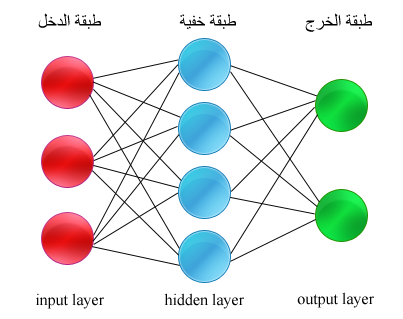 طبقة الدخل
طبقة خفية
طبقة الخرج
input layer
hidden layer
output layer